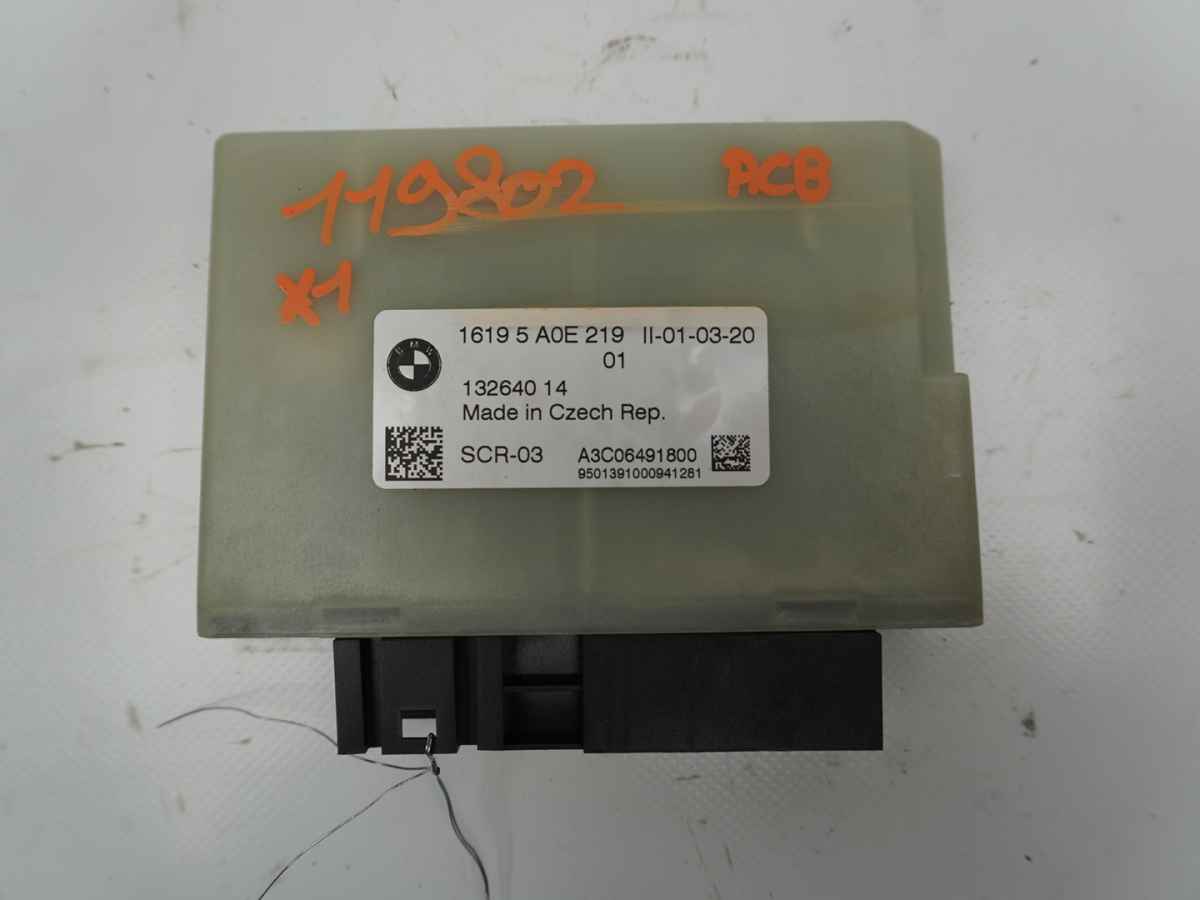 119802 ACB
X1
1619 5 A0E 219 II-01-03-20
01
BMB
132640 14
Made in Czech Rep.
SCR-03 A3C06491800
9501391000941281